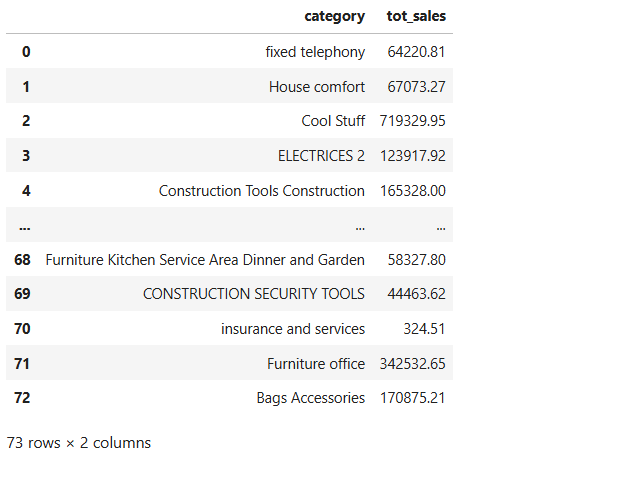 category tot_sales
0 fixed telephony 64220.81
1 House comfort 67073.27
2 Cool Stuff 719329.95
3 ELECTRICES 2 123917.92
4 Construction Tools Construction 165328.00
... ... ...
68 Furniture Kitchen Service Area Dinner and Garden 58327.80
69 CONSTRUCTION SECURITY TOOLS 44463.62
70 insurance and services 324.51
71 Furniture office 342532.65
72 Bags Accessories 170875.21
73 rows × 2 columns